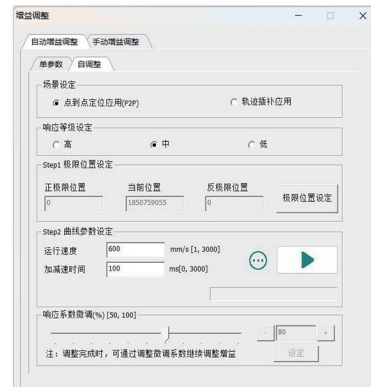 增益调整
自动增益调整 手动增益调整
单参数 自调整
场景设定
点到点定位应用(P2P) 轨迹插补应用
响应等级设定
高 中 低
Step1 极限位置设定
正极限位置 当前位置 反极限位置
0 1850759055 0 极限位置设定
Step2 曲线参数设定
运行速度 600 mm/s [1, 3000]
加减速时间 100 ms[0, 3000]
响应系数微调(%) [50, 100]
- 80 +
注：调整完成时，可通过调整微调系数继续调整增益 设定